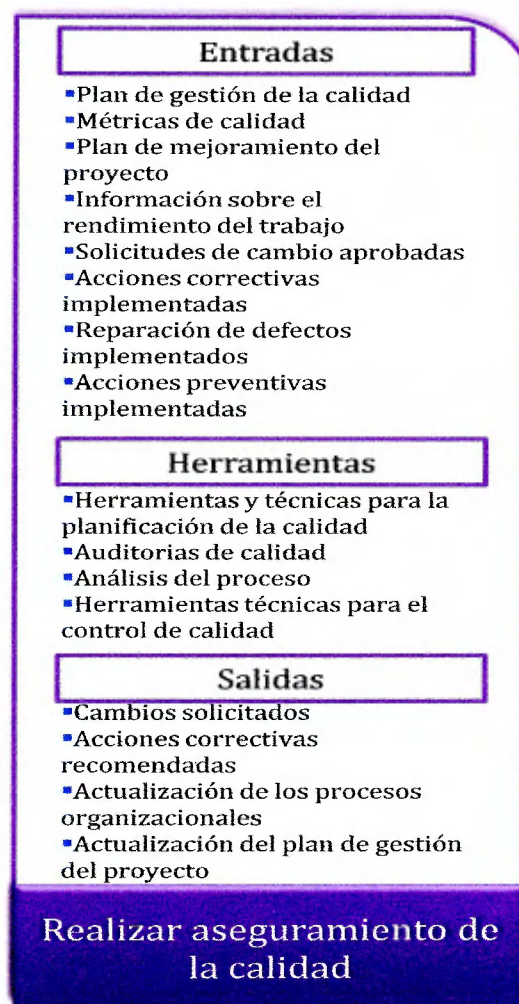 Entradas
▪Plan de gestión de la calidad
▪Métricas de calidad
▪Plan de mejoramiento del
proyecto
▪Información sobre el
rendimiento del trabajo
▪Solicitudes de cambio aprobadas
▪Acciones correctivas
implementadas
▪Reparación de defectos
implementados
▪Acciones preventivas
implementadas
Herramientas
▪Herramientas y técnicas para la
planificación de la calidad
▪Auditorias de calidad
▪Análisis del proceso
▪Herramientas técnicas para el
control de calidad
Salidas
▪Cambios solicitados
▪Acciones correctivas
recomendadas
▪Actualización de los procesos
organizacionales
▪Actualización del plan de gestión
del proyecto
Realizar aseguramiento de
la calidad